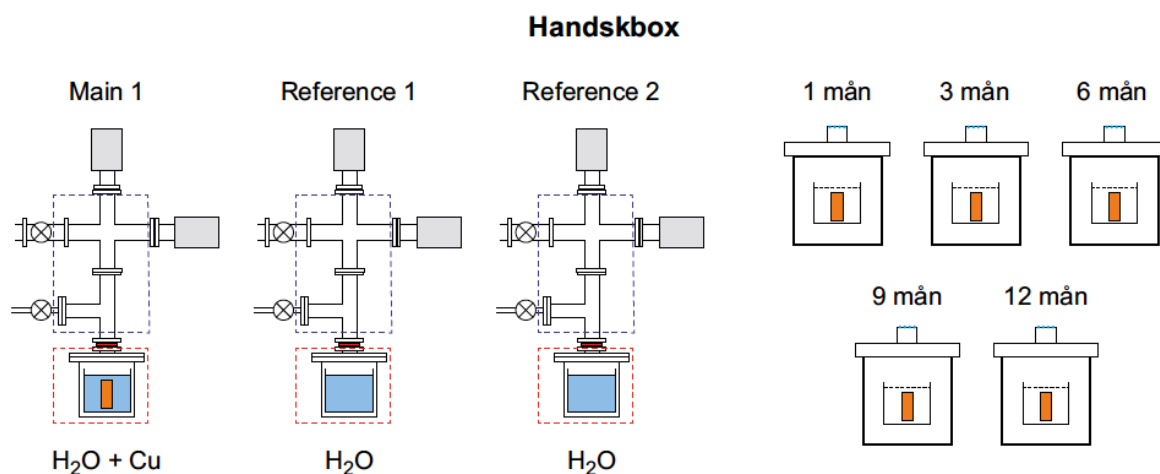 Handskbox
Main 1
Reference 1
Reference 2
1 mån
3 mån
6 mån
9 mån
12 mån
H₂O + Cu
H₂O
H₂O